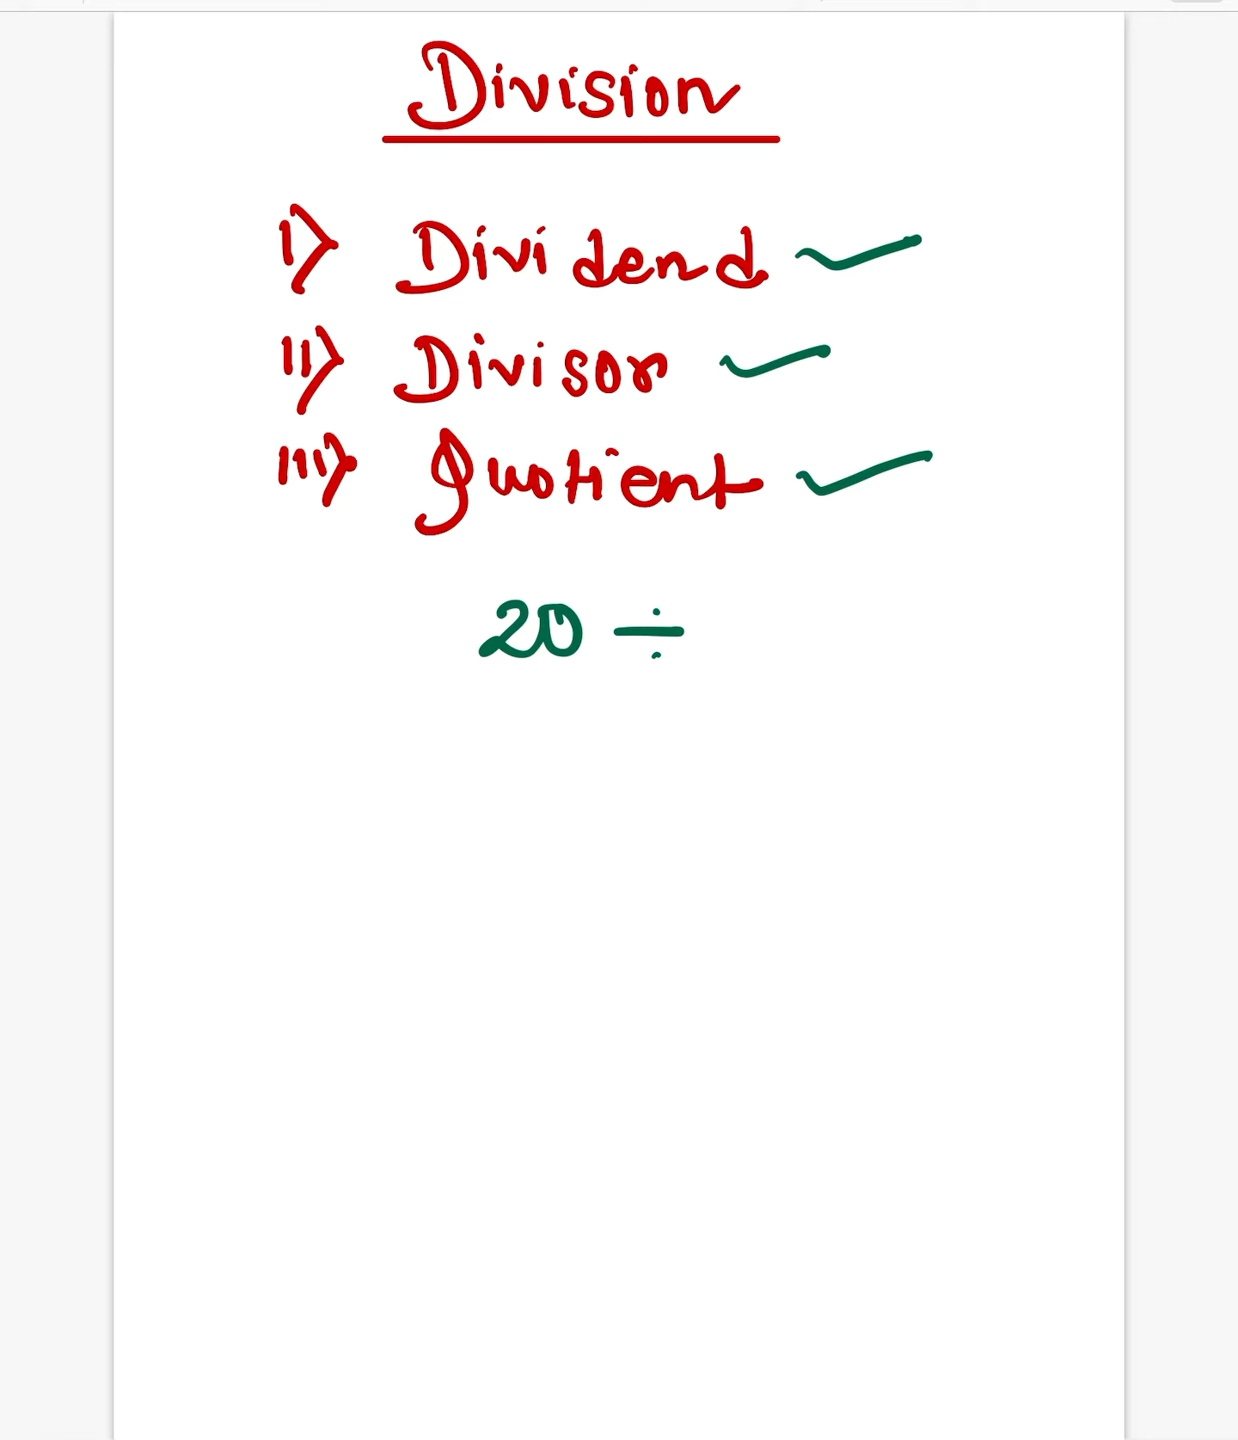 Division
i) Dividend
ii) Divisor
iii) Quotient
20 ÷